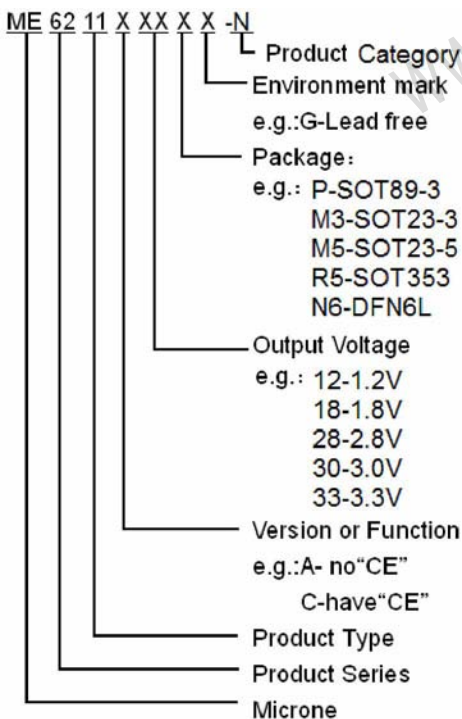 ME 62 11 X XX X X -N
Product Category
Environment mark
e.g.:G-Lead free
Package:
e.g.: P-SOT89-3
M3-SOT23-3
M5-SOT23-5
R5-SOT353
N6-DFN6L
Output Voltage
e.g.: 12-1.2V
18-1.8V
28-2.8V
30-3.0V
33-3.3V
Version or Function
e.g.:A- no“CE”
C-have“CE”
Product Type
Product Series
Microne